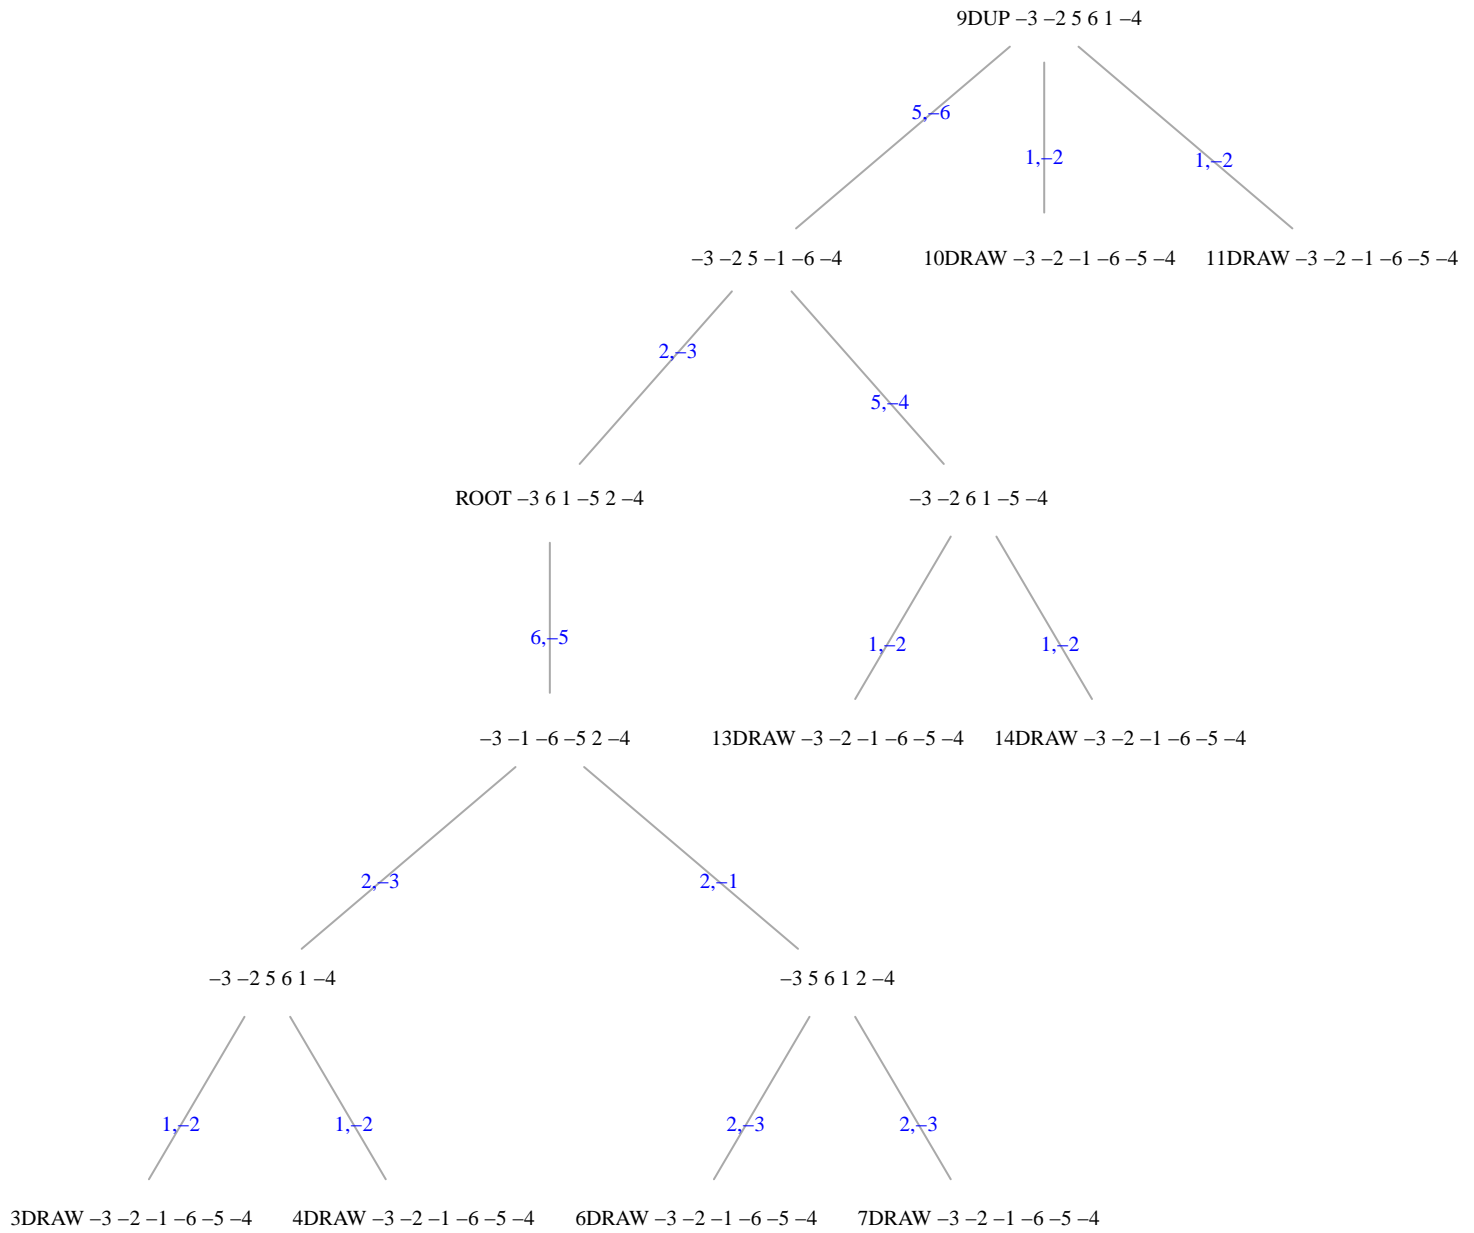 9DUP –3 –2 5 6 1 –4
5,–6
1,–2
1,–2
–3 –2 5 –1 –6 –4
10DRAW –3 –2 –1 –6 –5 –4
11DRAW –3 –2 –1 –6 –5 –4
2,–3
5,–4
ROOT –3 6 1 –5 2 –4
–3 –2 6 1 –5 –4
6,–5
1,–2
1,–2
–3 –1 –6 –5 2 –4
13DRAW –3 –2 –1 –6 –5 –4
14DRAW –3 –2 –1 –6 –5 –4
2,–3
2,–1
–3 –2 5 6 1 –4
–3 5 6 1 2 –4
1,–2
1,–2
2,–3
2,–3
3DRAW –3 –2 –1 –6 –5 –4
4DRAW –3 –2 –1 –6 –5 –4
6DRAW –3 –2 –1 –6 –5 –4
7DRAW –3 –2 –1 –6 –5 –4